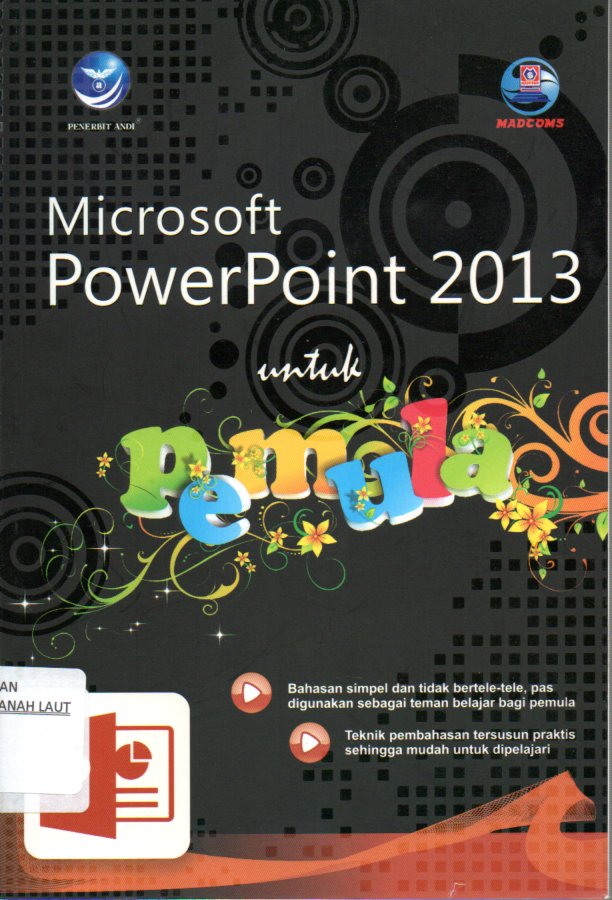 PENERBIT ANDI®
MADCOMS
Microsoft
PowerPoint 2013
untuk
pemula
Bahasan simpel dan tidak bertele-tele, pas
digunakan sebagai teman belajar bagi pemula
Teknik pembahasan tersusun praktis
sehingga mudah untuk dipelajari
AN
ANAH LAUT